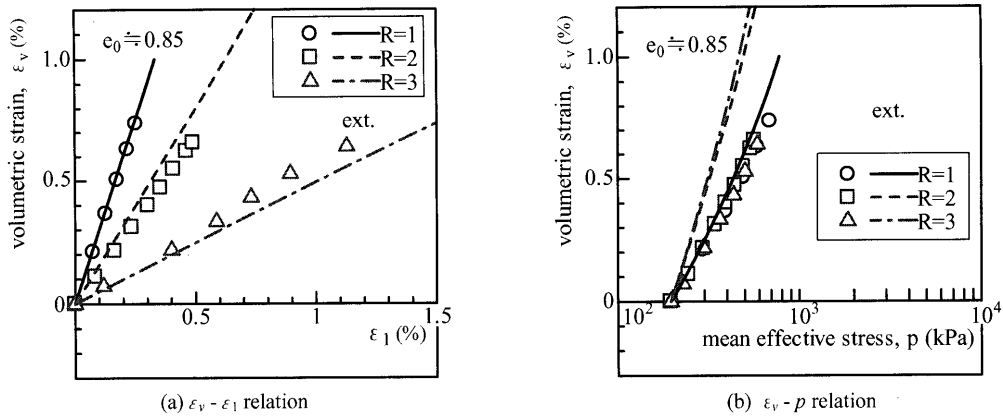 volumetric strain, εv (%)
1.0
0.5
0
e0≒0.85
R=1
R=2
R=3
ext.
0.5
1
1.5
ε1 (%)
(a) εv - ε1 relation
volumetric strain, εv (%)
1.0
0.5
0
e0≒0.85
ext.
R=1
R=2
R=3
10²
10³
10⁴
mean effective stress, p (kPa)
(b) εv - p relation